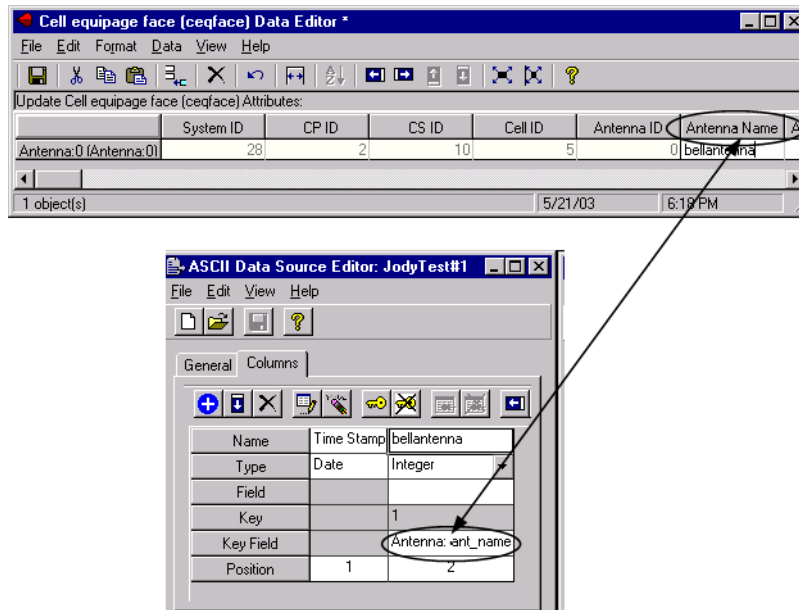 Cell equipage face (ceqface) Data Editor *
File Edit Format Data View Help
Update Cell equipage face (ceqface) Attributes:
System ID CP ID CS ID Cell ID Antenna ID Antenna Name A
Antenna:0 (Antenna:0) 28 2 10 5 0 bellantenna
1 object(s) 5/21/03 6:18 PM
ASCII Data Source Editor: JodyTest#1
File Edit View Help
General Columns
Name Time Stamp bellantenna
Type Date Integer
Field
Key 1
Key Field Antenna: ant_name
Position 1 2